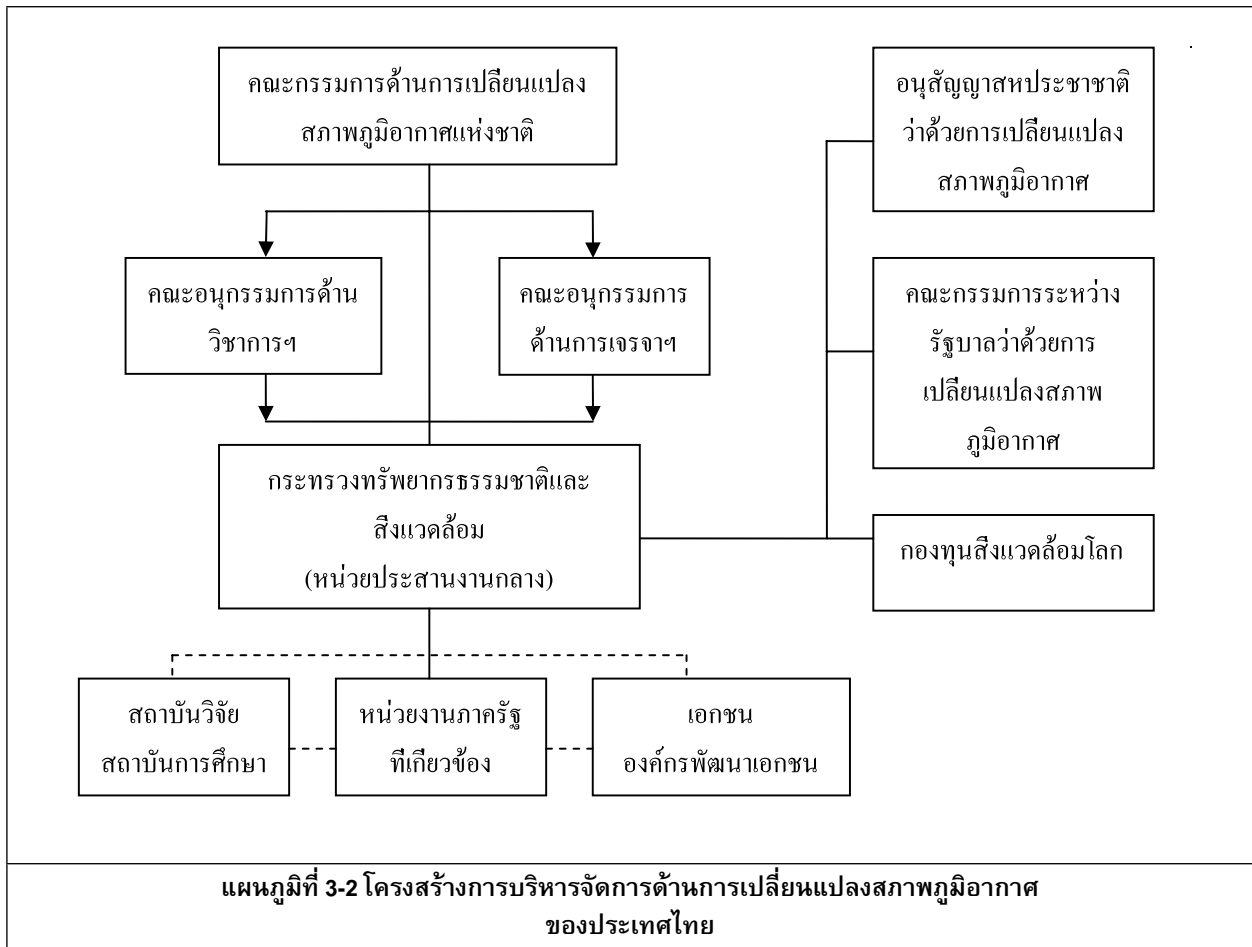 คณะกรรมการด้านการเปลี่ยนแปลง
สภาพภูมิอากาศแห่งชาติ
อนุสัญญาสหประชาชาติ
ว่าด้วยการเปลี่ยนแปลง
สภาพภูมิอากาศ
คณะอนุกรรมการด้าน
วิชาการฯ
คณะอนุกรรมการ
ด้านการเจรจาฯ
คณะกรรมการระหว่าง
รัฐบาลว่าด้วยการ
เปลี่ยนแปลงสภาพ
ภูมิอากาศ
กระทรวงทรัพยากรธรรมชาติและ
สิ่งแวดล้อม
(หน่วยประสานงานกลาง)
กองทุนสิ่งแวดล้อมโลก
สถาบันวิจัย
สถาบันการศึกษา
หน่วยงานภาครัฐ
ที่เกี่ยวข้อง
เอกชน
องค์กรพัฒนาเอกชน
แผนภูมิที่ 3-2 โครงสร้างการบริหารจัดการด้านการเปลี่ยนแปลงสภาพภูมิอากาศ
ของประเทศไทย